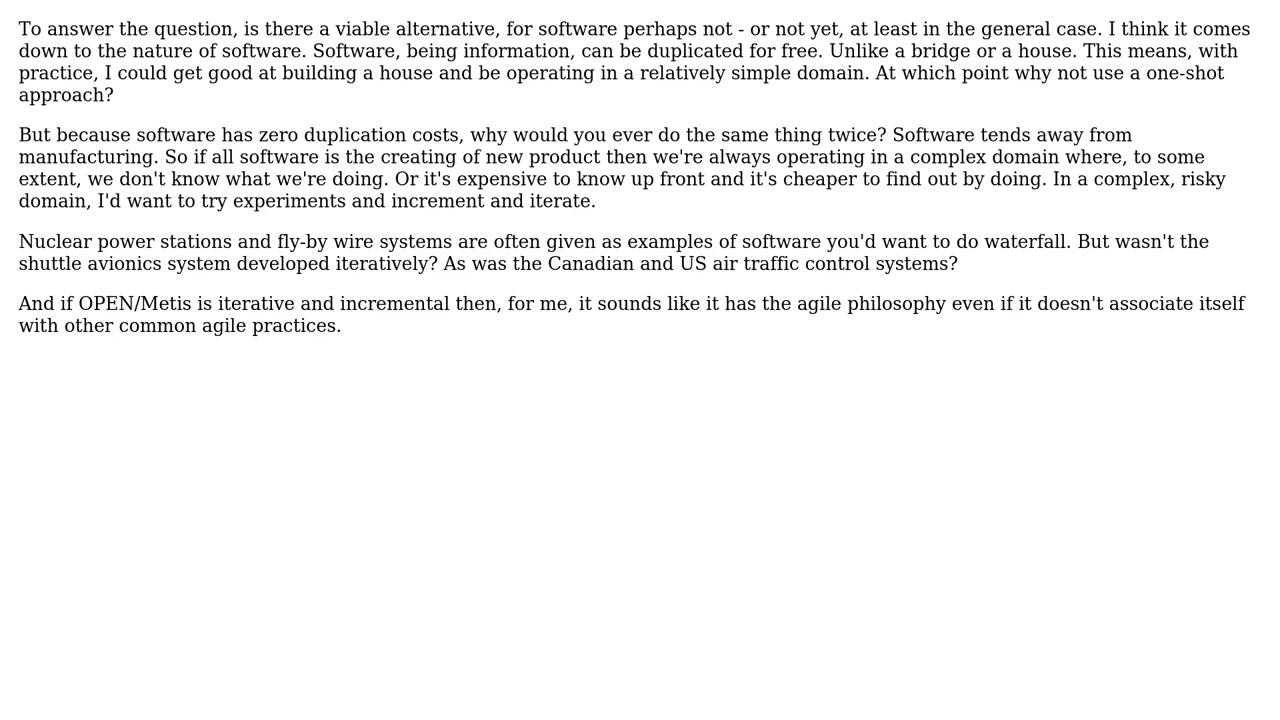 To answer the question, is there a viable alternative, for software perhaps not - or not yet, at least in the general case. I think it comes
down to the nature of software. Software, being information, can be duplicated for free. Unlike a bridge or a house. This means, with
practice, I could get good at building a house and be operating in a relatively simple domain. At which point why not use a one-shot
approach?
But because software has zero duplication costs, why would you ever do the same thing twice? Software tends away from
manufacturing. So if all software is the creating of new product then we're always operating in a complex domain where, to some
extent, we don't know what we're doing. Or it's expensive to know up front and it's cheaper to find out by doing. In a complex, risky
domain, I'd want to try experiments and increment and iterate.
Nuclear power stations and fly-by wire systems are often given as examples of software you'd want to do waterfall. But wasn't the
shuttle avionics system developed iteratively? As was the Canadian and US air traffic control systems?
And if OPEN/Metis is iterative and incremental then, for me, it sounds like it has the agile philosophy even if it doesn't associate itself
with other common agile practices.